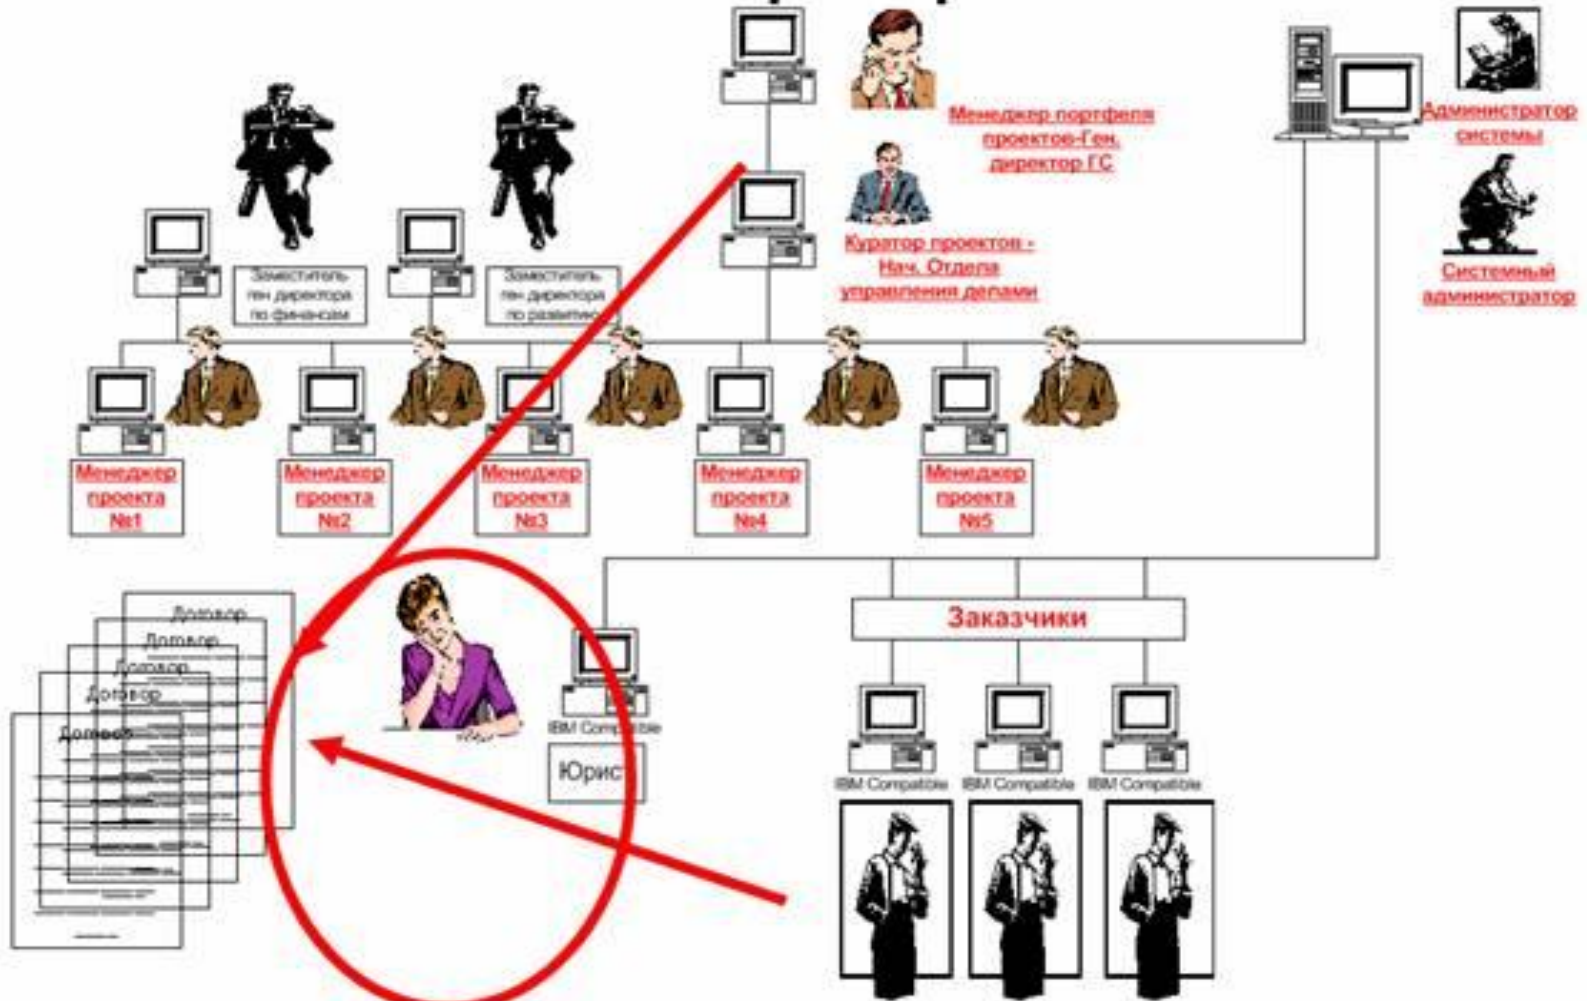 Менеджер портфеля
проектов-Ген.
директор ГС
Администратор
системы
Куратор проектов -
Нач. Отдела
управления делами
Системный
администратор
Заместитель
ген директора
по финансам
Заместитель
ген директора
по развитию
Менеджер
проекта
№1
Менеджер
проекта
№2
Менеджер
проекта
№3
Менеджер
проекта
№4
Менеджер
проекта
№5
Договор
Договор
Договор
Договор
Договор
IBM Compatible
Юрист
Заказчики
IBM Compatible
IBM Compatible
IBM Compatible